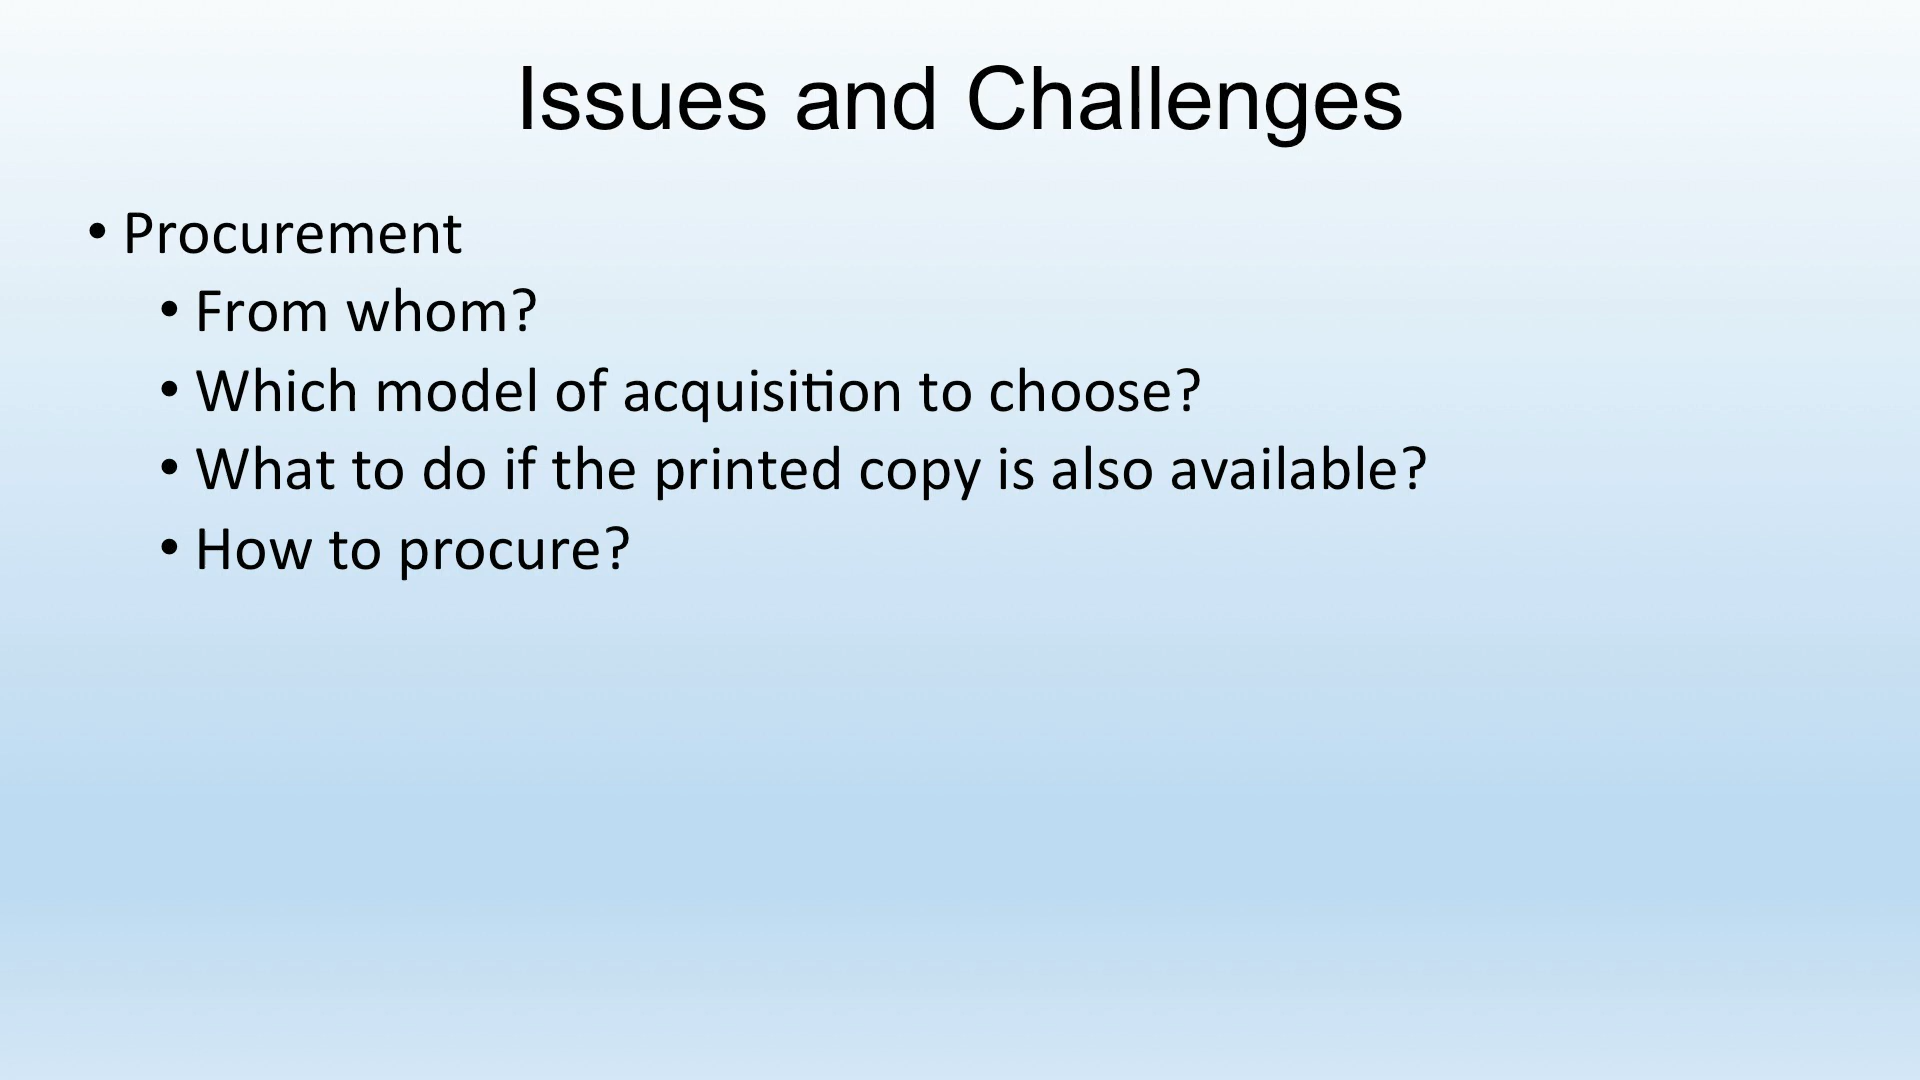 Issues and Challenges
• Procurement
• From whom?
• Which model of acquisition to choose?
• What to do if the printed copy is also available?
• How to procure?